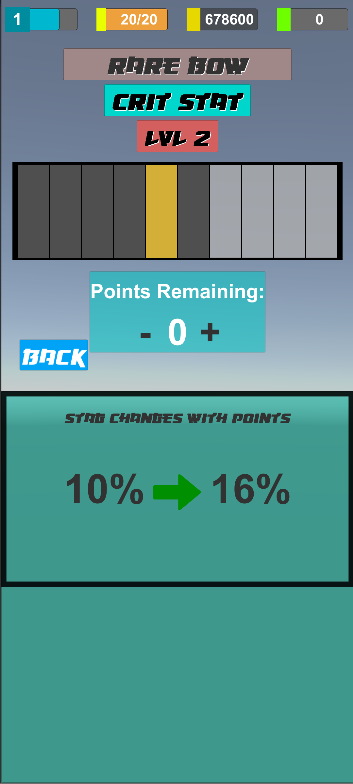 1 20/20 678600 0
RARE BOW
CRIT STAT
LVL 2
Points Remaining:
- 0 +
BACK
STAG CHANGES WITH POINTS
10% 16%